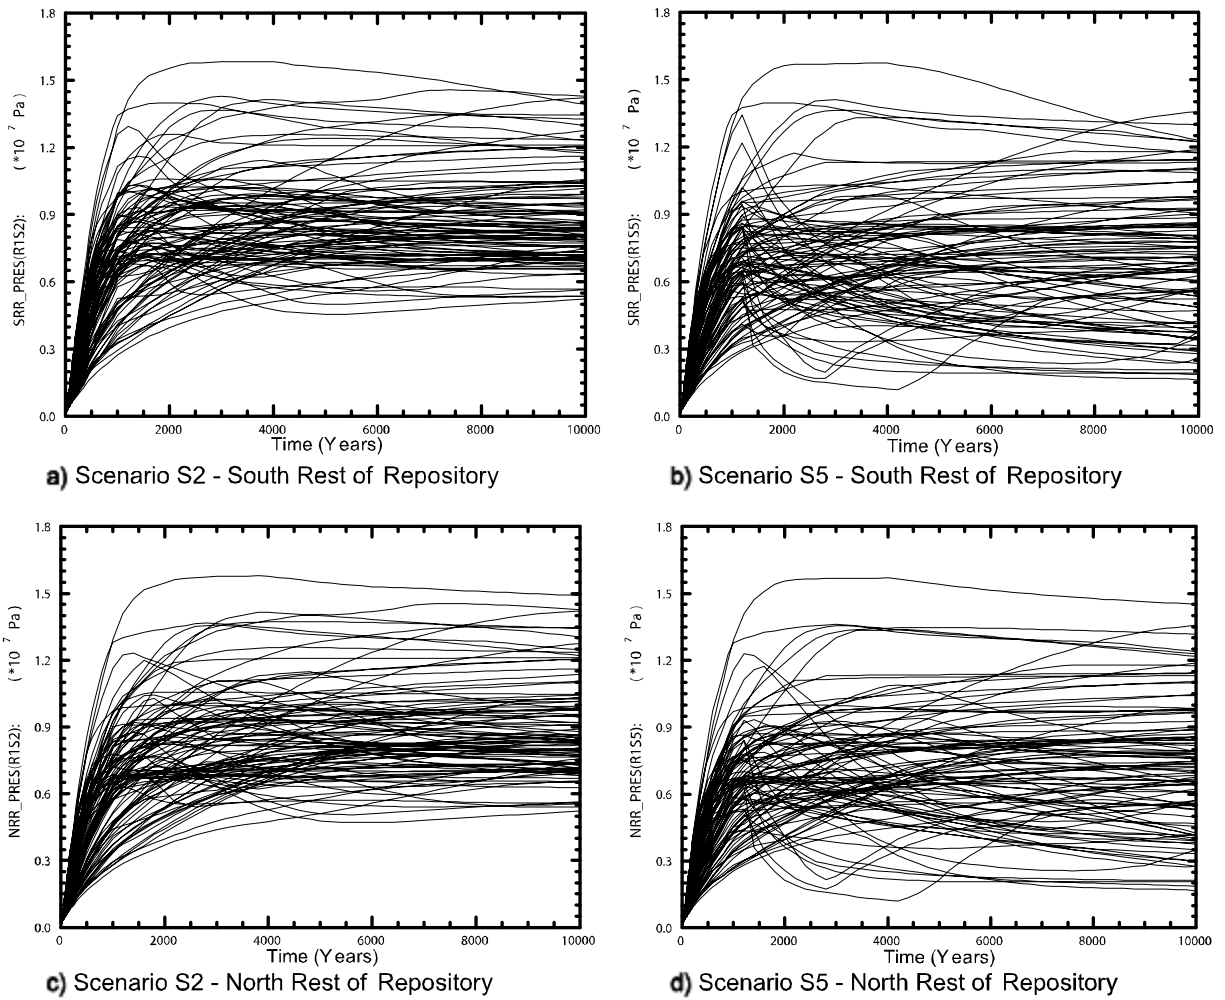 1.8
1.5
1.2
0.9
0.6
0.3
0.0
SRR_PRES(R1S2): (*10 7 Pa)
0 2000 4000 6000 8000 10000
Time (Years)
a) Scenario S2 - South Rest of Repository
1.8
1.5
1.2
0.9
0.6
0.3
0.0
SRR_PRES(R1S5): (*10 7 Pa)
0 2000 4000 6000 8000 10000
Time (Years)
b) Scenario S5 - South Rest of Repository
1.8
1.5
1.2
0.9
0.6
0.3
0.0
NRR_PRES(R1S2): (*10 7 Pa)
0 2000 4000 6000 8000 10000
Time (Years)
c) Scenario S2 - North Rest of Repository
1.8
1.5
1.2
0.9
0.6
0.3
0.0
NRR_PRES(R1S5): (*10 7 Pa)
0 2000 4000 6000 8000 10000
Time (Years)
d) Scenario S5 - North Rest of Repository